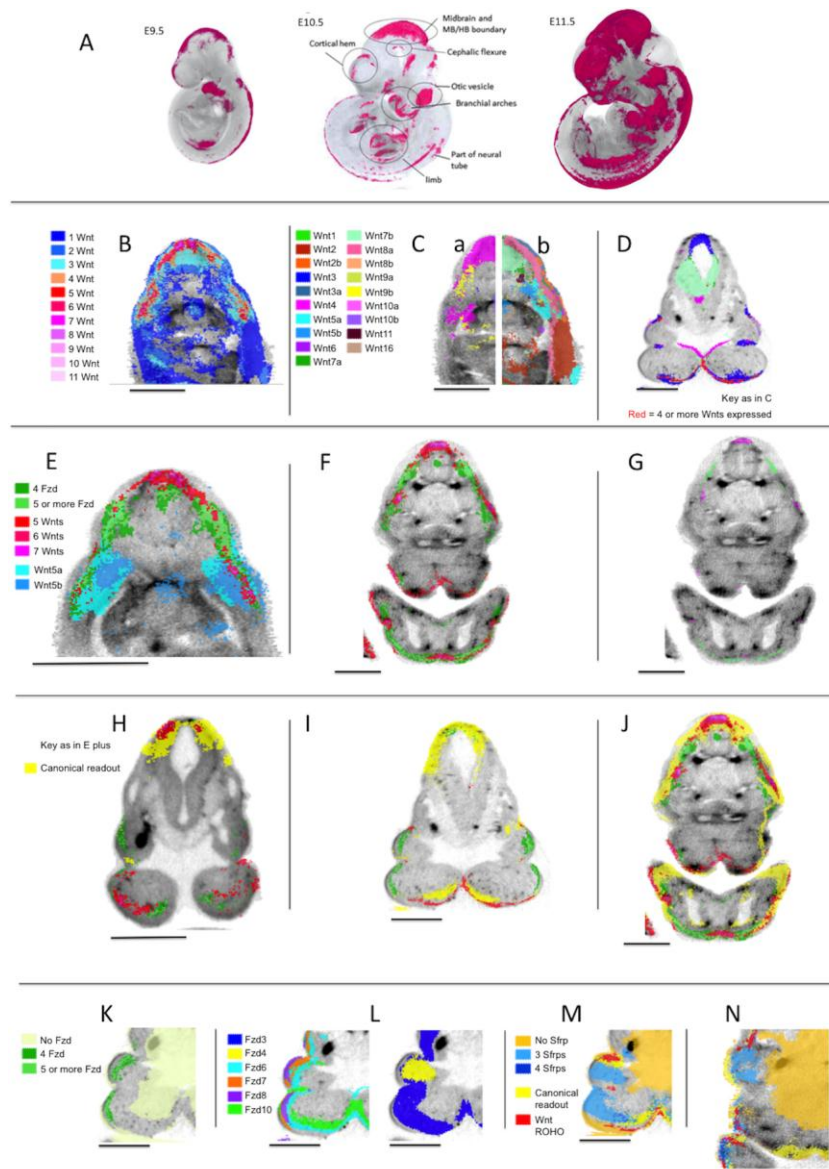 A
E9.5
E10.5
E11.5
Midbrain and
MB/HB boundary
Cortical hem
Cephalic flexure
Otic vesicle
Branchial arches
Part of neural
tube
limb
B
1 Wnt
2 Wnt
3 Wnt
4 Wnt
5 Wnt
6 Wnt
7 Wnt
8 Wnt
9 Wnt
10 Wnt
11 Wnt
C
a
b
Wnt1
Wnt2
Wnt2b
Wnt3
Wnt3a
Wnt4
Wnt5a
Wnt5b
Wnt6
Wnt7a
Wnt7b
Wnt8a
Wnt8b
Wnt9a
Wnt9b
Wnt10a
Wnt10b
Wnt11
Wnt16
D
Key as in C
Red = 4 or more Wnts expressed
E
4 Fzd
5 or more Fzd
5 Wnts
6 Wnts
7 Wnts
Wnt5a
Wnt5b
F
G
H
Key as in E plus
Canonical readout
I
J
K
No Fzd
4 Fzd
5 or more Fzd
L
Fzd3
Fzd4
Fzd6
Fzd7
Fzd8
Fzd10
M
No Sfrp
3 Sfrps
4 Sfrps
Canonical
readout
Wnt
ROHO
N